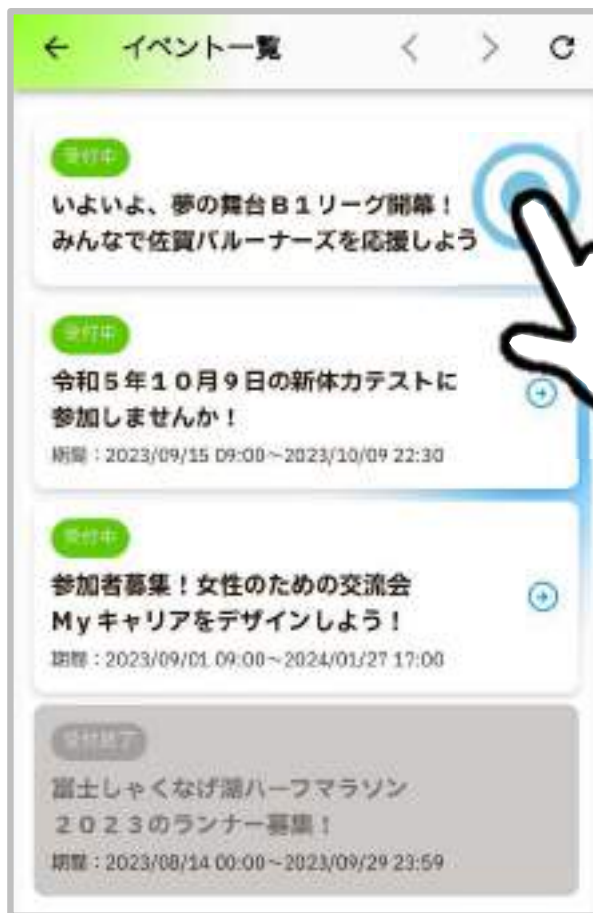 イベント一覧
受付中
いよいよ、夢の舞台B1リーグ開幕！
みんなで佐賀バルーナーズを応援しよう
受付中
令和5年10月9日の新体力テストに
参加しませんか！
期間：2023/09/15 09:00～2023/10/09 22:30
受付中
参加者募集！女性のための交流会
Myキャリアをデザインしよう！
期間：2023/09/01 09:00～2024/01/27 17:00
受付終了
富士しゃくなげ湖ハーフマラソン
2023のランナー募集！
期間：2023/08/14 00:00～2023/09/29 23:59